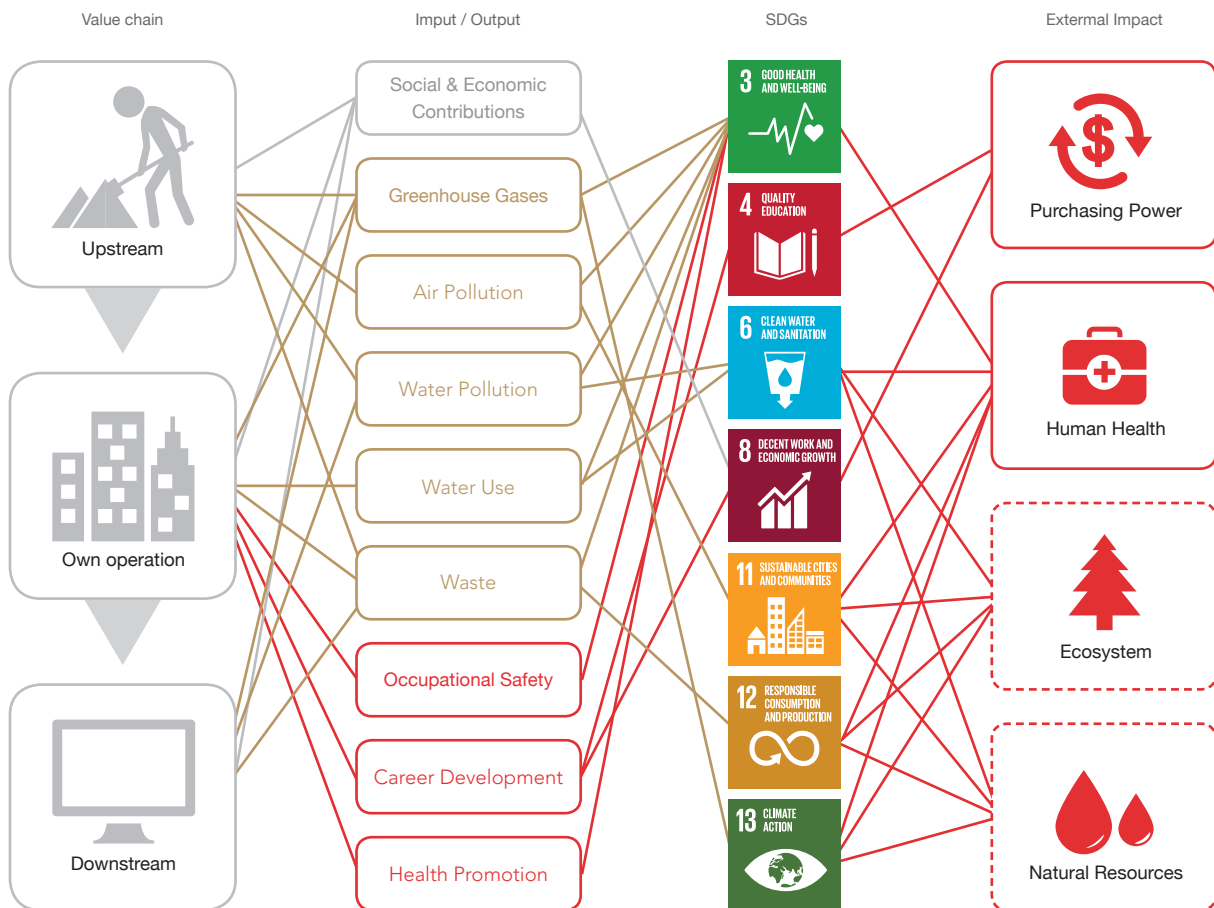 Value chain
Imput / Output
SDGs
External Impact
Upstream
Own operation
Downstream
Social & Economic
Contributions
Greenhouse Gases
Air Pollution
Water Pollution
Water Use
Waste
Occupational Safety
Career Development
Health Promotion
3 GOOD HEALTH
AND WELL-BEING
4 QUALITY
EDUCATION
6 CLEAN WATER
AND SANITATION
8 DECENT WORK AND
ECONOMIC GROWTH
11 SUSTAINABLE CITIES
AND COMMUNITIES
12 RESPONSIBLE
CONSUMPTION
AND PRODUCTION
13 CLIMATE
ACTION
$
Purchasing Power
Human Health
Ecosystem
Natural Resources